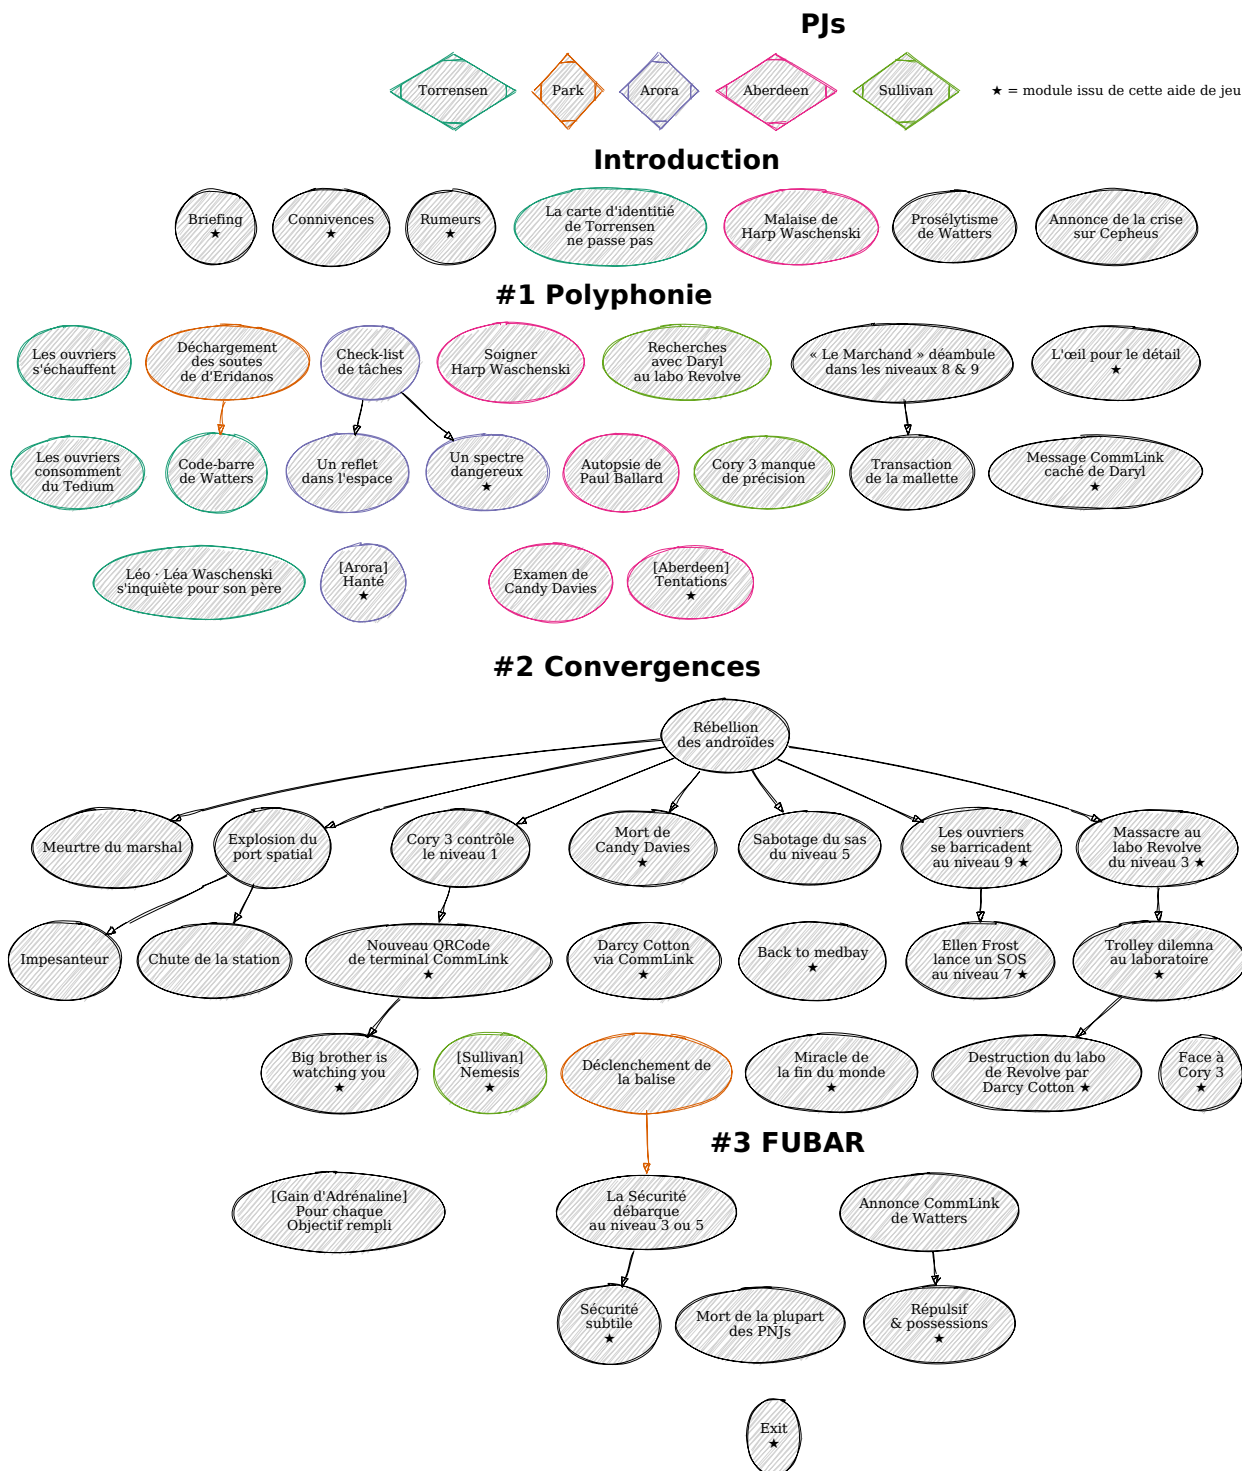 PJs
Torrensen
Park
Arora
Aberdeen
Sullivan
★ = module issu de cette aide de jeu
Introduction
Briefing
★
Connivences
★
Rumeurs
★
La carte d'identitié
de Torrensen
ne passe pas
Malaise de
Harp Waschenski
Prosélytisme
de Watters
Annonce de la crise
sur Cepheus
#1 Polyphonie
Les ouvriers
s'échauffent
Déchargement
des soutes
de d'Eridanos
Check-list
de tâches
Soigner
Harp Waschenski
Recherches
avec Daryl
au labo Revolve
« Le Marchand » déambule
dans les niveaux 8 & 9
L'œil pour le détail
★
Les ouvriers
consomment
du Tedium
Code-barre
de Watters
Un reflet
dans l'espace
Un spectre
dangereux
★
Autopsie de
Paul Ballard
Cory 3 manque
de précision
Transaction
de la mallette
Message CommLink
caché de Daryl
★
Léo · Léa Waschenski
s'inquiète pour son père
[Arora]
Hanté
★
Examen de
Candy Davies
[Aberdeen]
Tentations
★
#2 Convergences
Rébellion
des androïdes
Meurtre du marshal
Explosion du
port spatial
Cory 3 contrôle
le niveau 1
Mort de
Candy Davies
★
Sabotage du sas
du niveau 5
Les ouvriers
se barricadent
au niveau 9 ★
Massacre au
labo Revolve
du niveau 3 ★
Impesanteur
Chute de la station
Nouveau QRCode
de terminal CommLink
★
Darcy Cotton
via CommLink
★
Back to medbay
★
Ellen Frost
lance un SOS
au niveau 7 ★
Trolley dilemna
au laboratoire
★
Big brother is
watching you
★
[Sullivan]
Nemesis
★
Déclenchement de
la balise
Miracle de
la fin du monde
★
Destruction du labo
de Revolve par
Darcy Cotton ★
Face à
Cory 3
★
#3 FUBAR
[Gain d'Adrénaline]
Pour chaque
Objectif rempli
La Sécurité
débarque
au niveau 3 ou 5
Annonce CommLink
de Watters
Sécurité
subtile
★
Mort de la plupart
des PNJs
Répulsif
& possessions
★
Exit
★